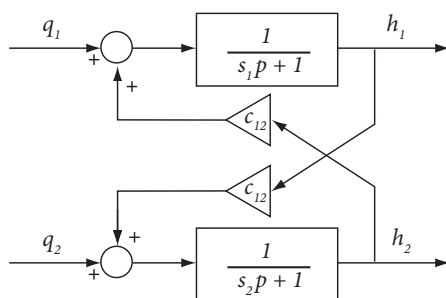 q₁ + 1 h₁
s₁p + 1
+
c₁₂
c₁₂
q₂ + + 1 h₂
s₂p + 1